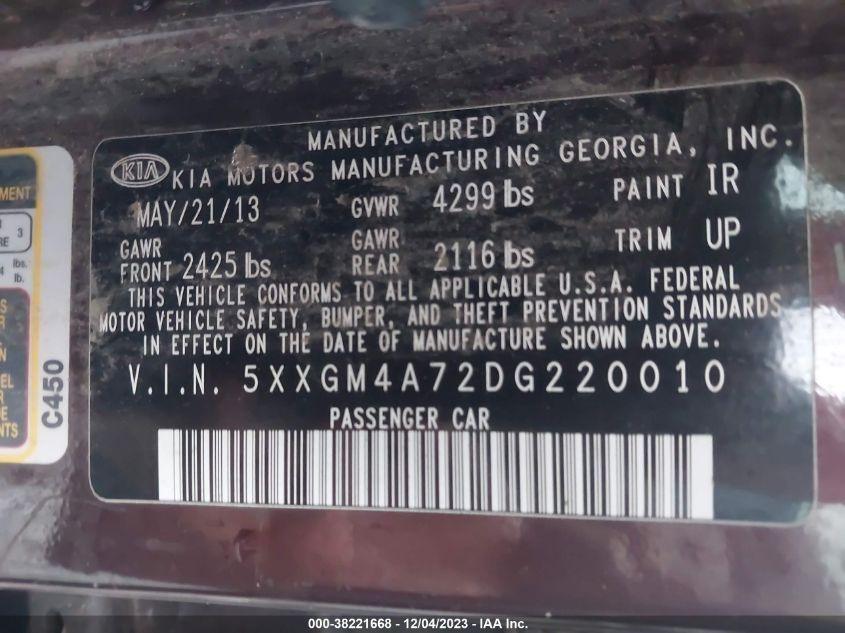 MANUFACTURED BY
KIA KIA MOTORS MANUFACTURING GEORGIA, INC.
MAY/21/13 GVWR 4299 lbs PAINT IR
GAWR FRONT 2425 lbs GAWR REAR 2116 lbs TRIM UP
THIS VEHICLE CONFORMS TO ALL APPLICABLE U.S.A. FEDERAL
MOTOR VEHICLE SAFETY, BUMPER, AND THEFT PREVENTION STANDARDS
IN EFFECT ON THE DATE OF MANUFACTURE SHOWN ABOVE.
V.I.N. 5XXGM4A72DG220010
PASSENGER CAR
C450
000-38221668 - 12/04/2023 - IAA Inc.